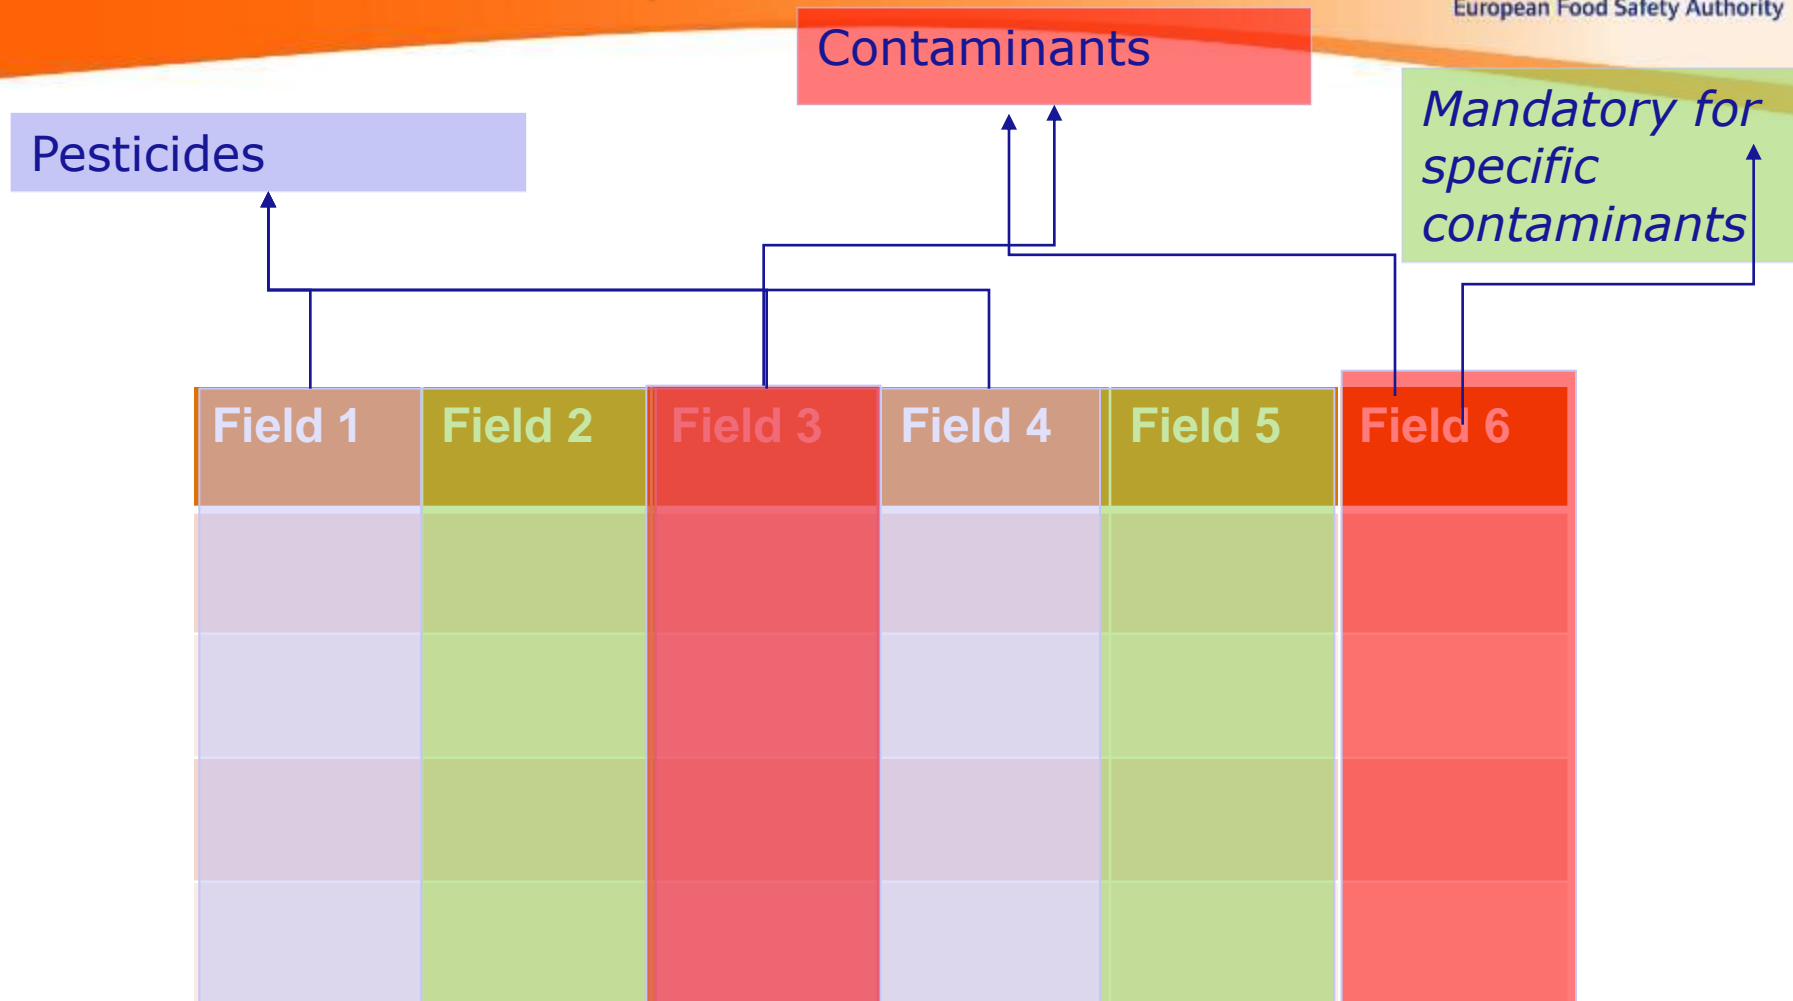 European Food Safety Authority
Contaminants
Mandatory for
specific
contaminants
Pesticides
Field 1
Field 2
Field 3
Field 4
Field 5
Field 6